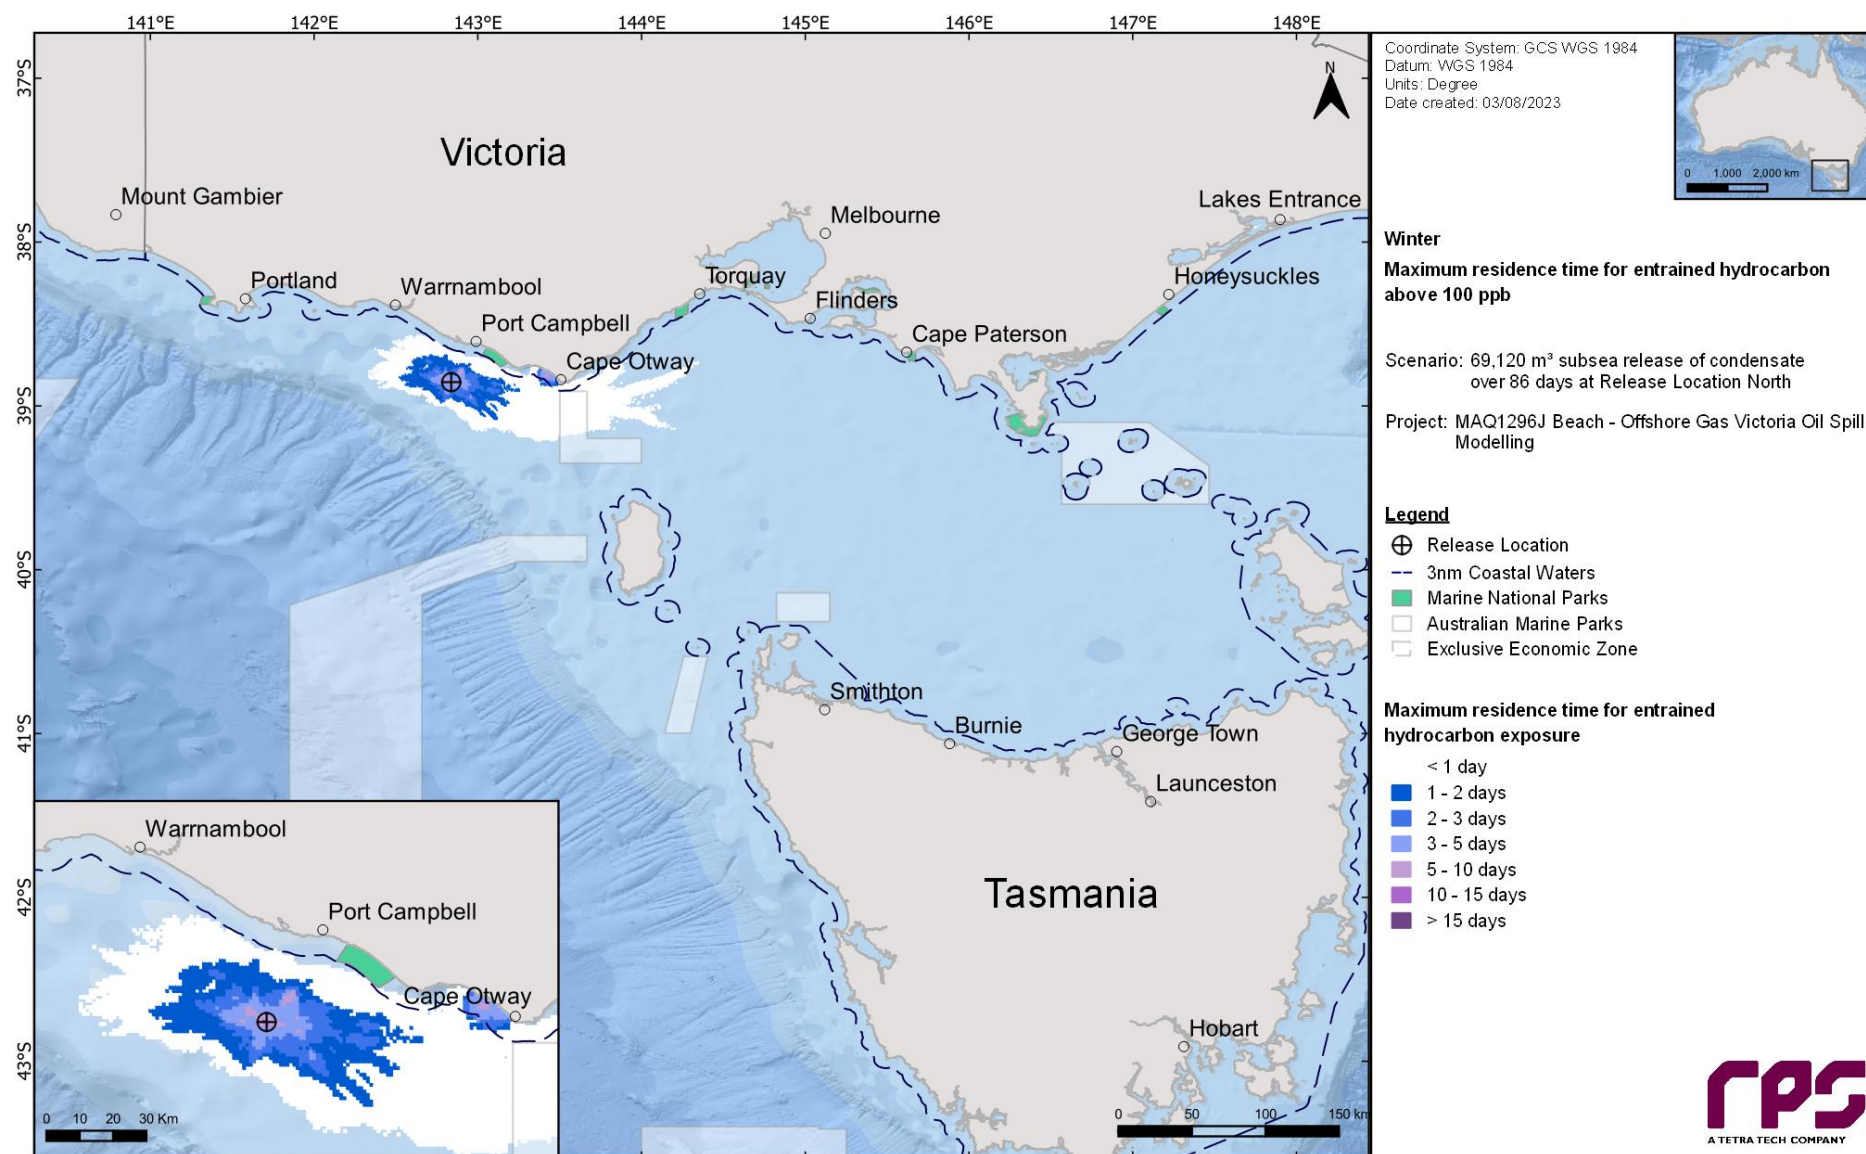 141°E 142°E 143°E 144°E 145°E 146°E 147°E 148°E
37°S
38°S
39°S
40°S
41°S
42°S
43°S
N
Victoria
Mount Gambier
Melbourne
Lakes Entrance
Portland
Warrnambool
Torquay
Honeysuckles
Flinders
Port Campbell
Cape Paterson
Cape Otway
Smithton
Burnie
George Town
Launceston
Tasmania
Hobart
0 50 100 150 km
Warrnambool
Port Campbell
Cape Otway
0 10 20 30 Km
Coordinate System: GCS WGS 1984
Datum: WGS 1984
Units: Degree
Date created: 03/08/2023
0 1,000 2,000 km
Winter
Maximum residence time for entrained hydrocarbon
above 100 ppb
Scenario: 69,120 m³ subsea release of condensate
over 86 days at Release Location North
Project: MAQ1296J Beach - Offshore Gas Victoria Oil Spill
Modelling
Legend
Release Location
3nm Coastal Waters
Marine National Parks
Australian Marine Parks
Exclusive Economic Zone
Maximum residence time for entrained
hydrocarbon exposure
< 1 day
1 - 2 days
2 - 3 days
3 - 5 days
5 - 10 days
10 - 15 days
> 15 days
rps
A TETRA TECH COMPANY